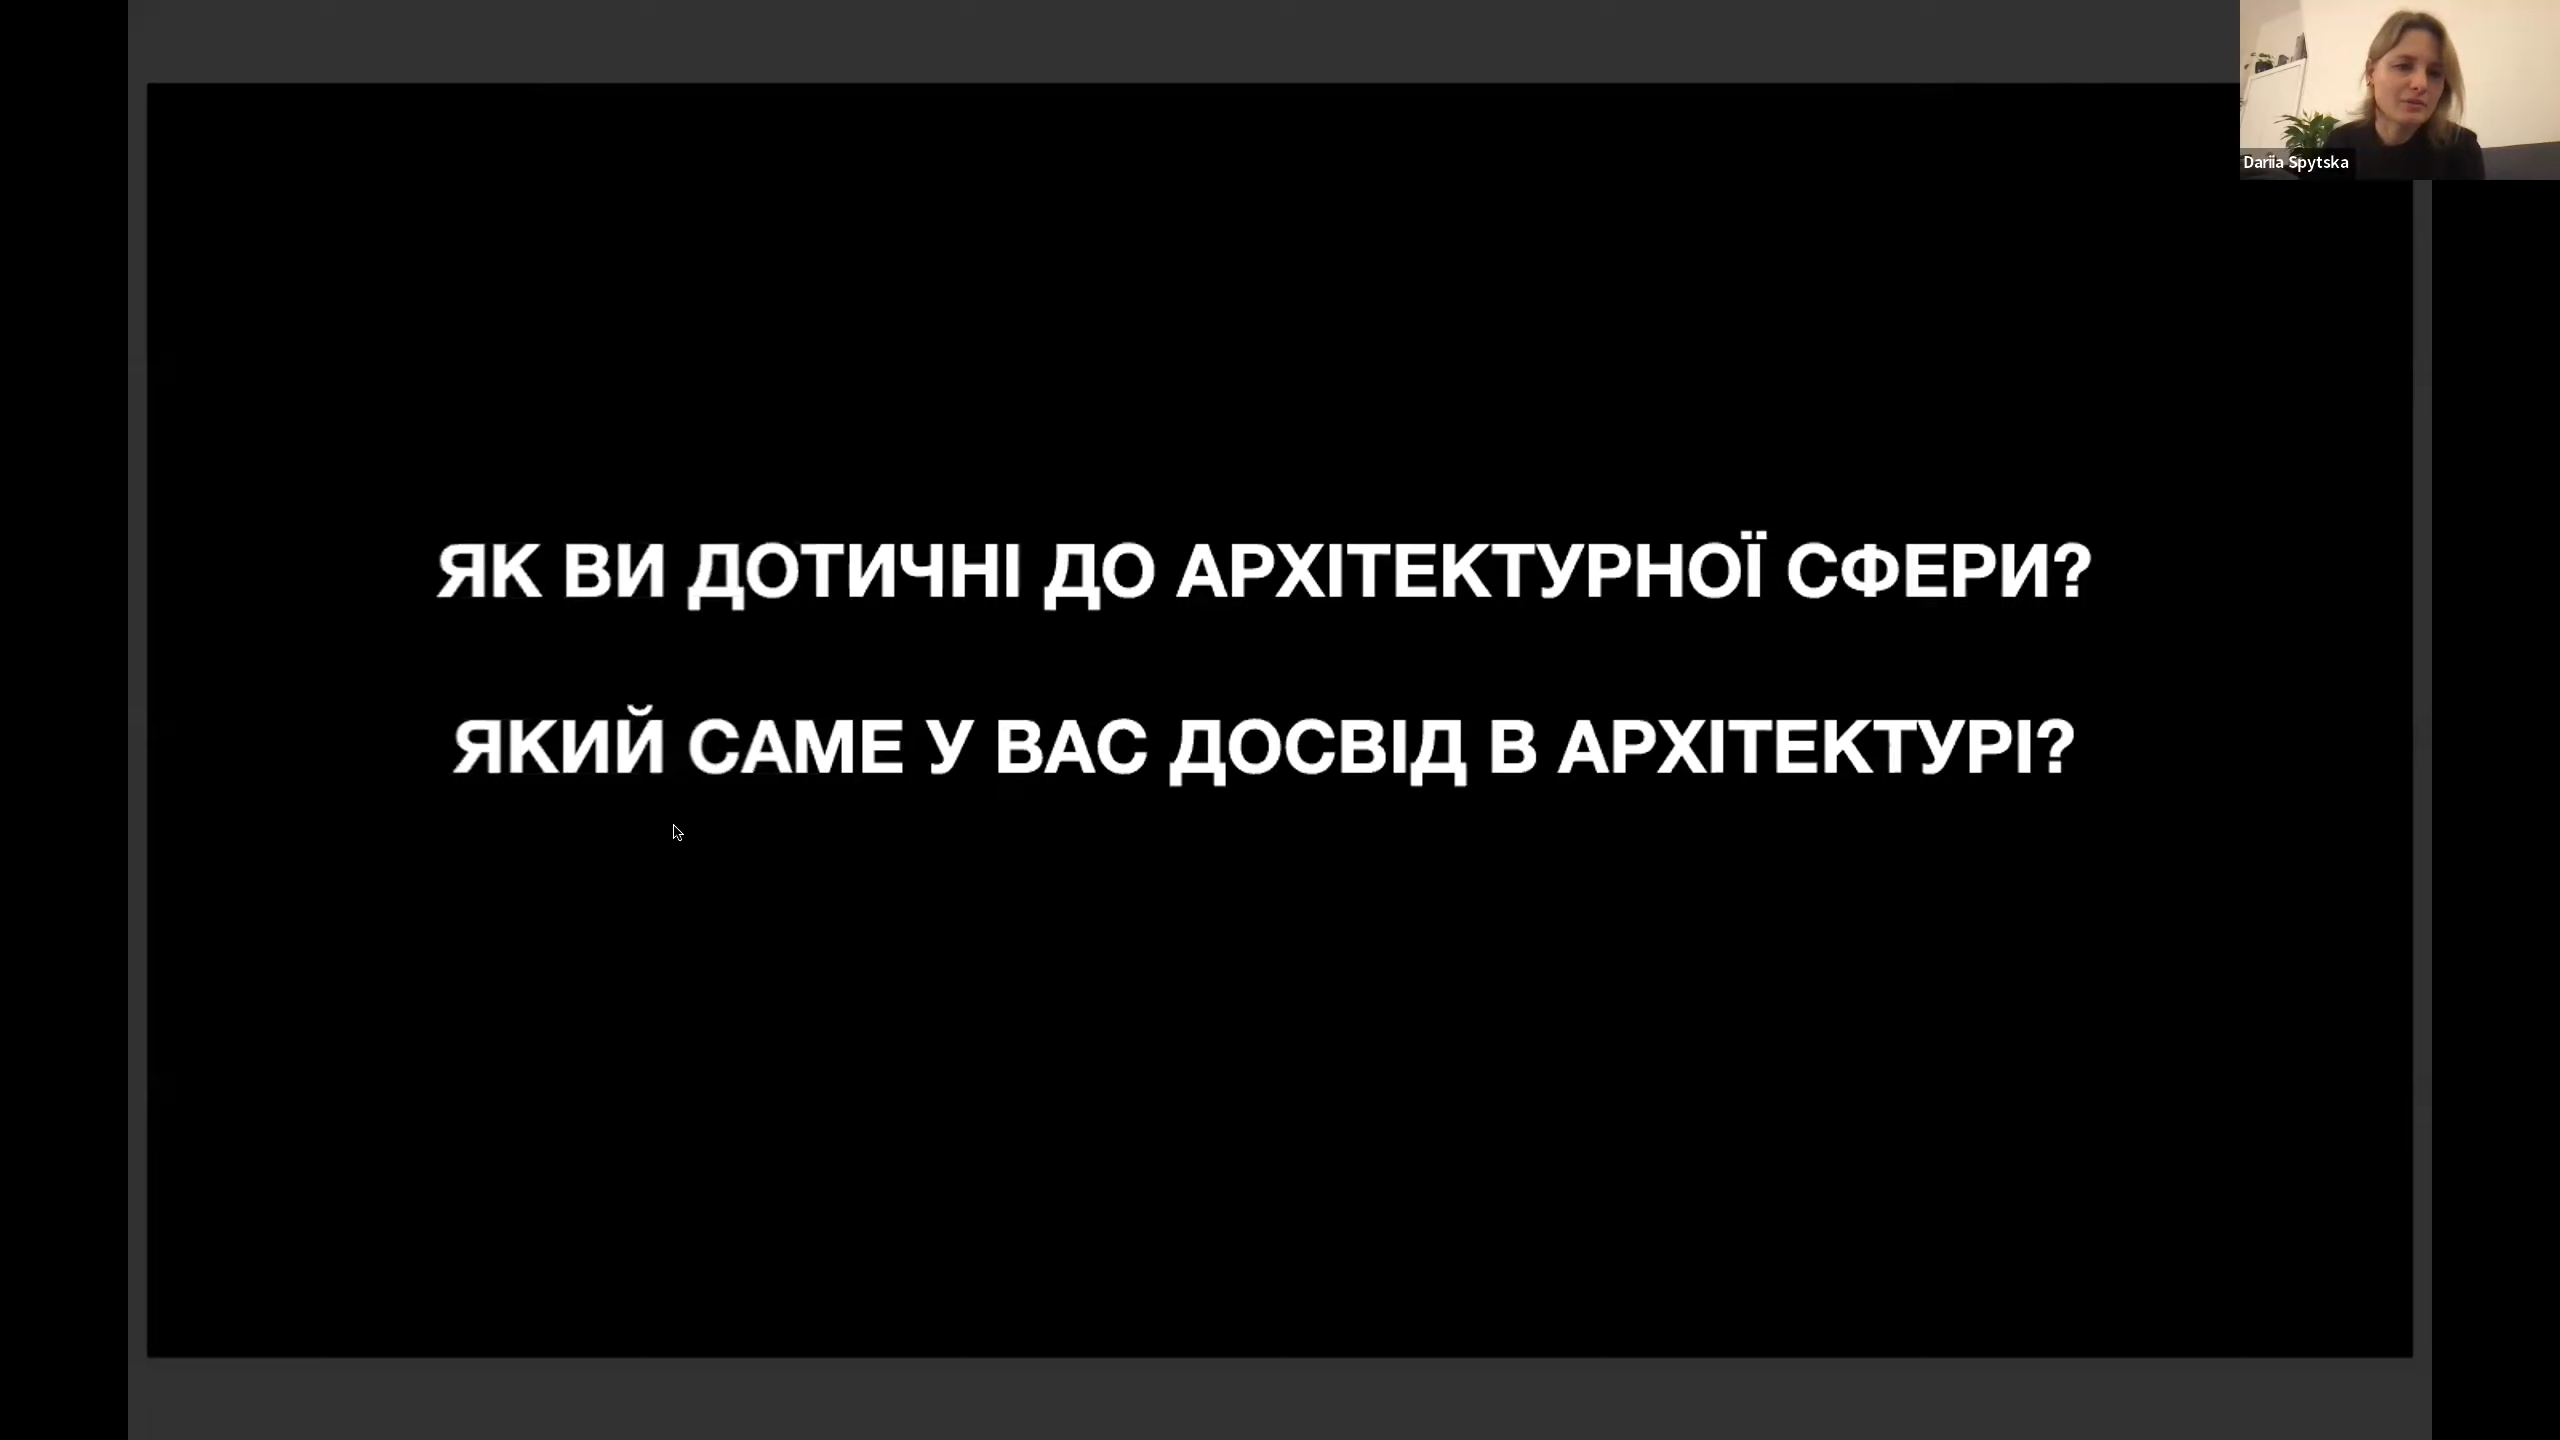 Dariia Spytska
ЯК ВИ ДОТИЧНІ ДО АРХІТЕКТУРНОЇ СФЕРИ?
ЯКИЙ САМЕ У ВАС ДОСВІД В АРХІТЕКТУРІ?